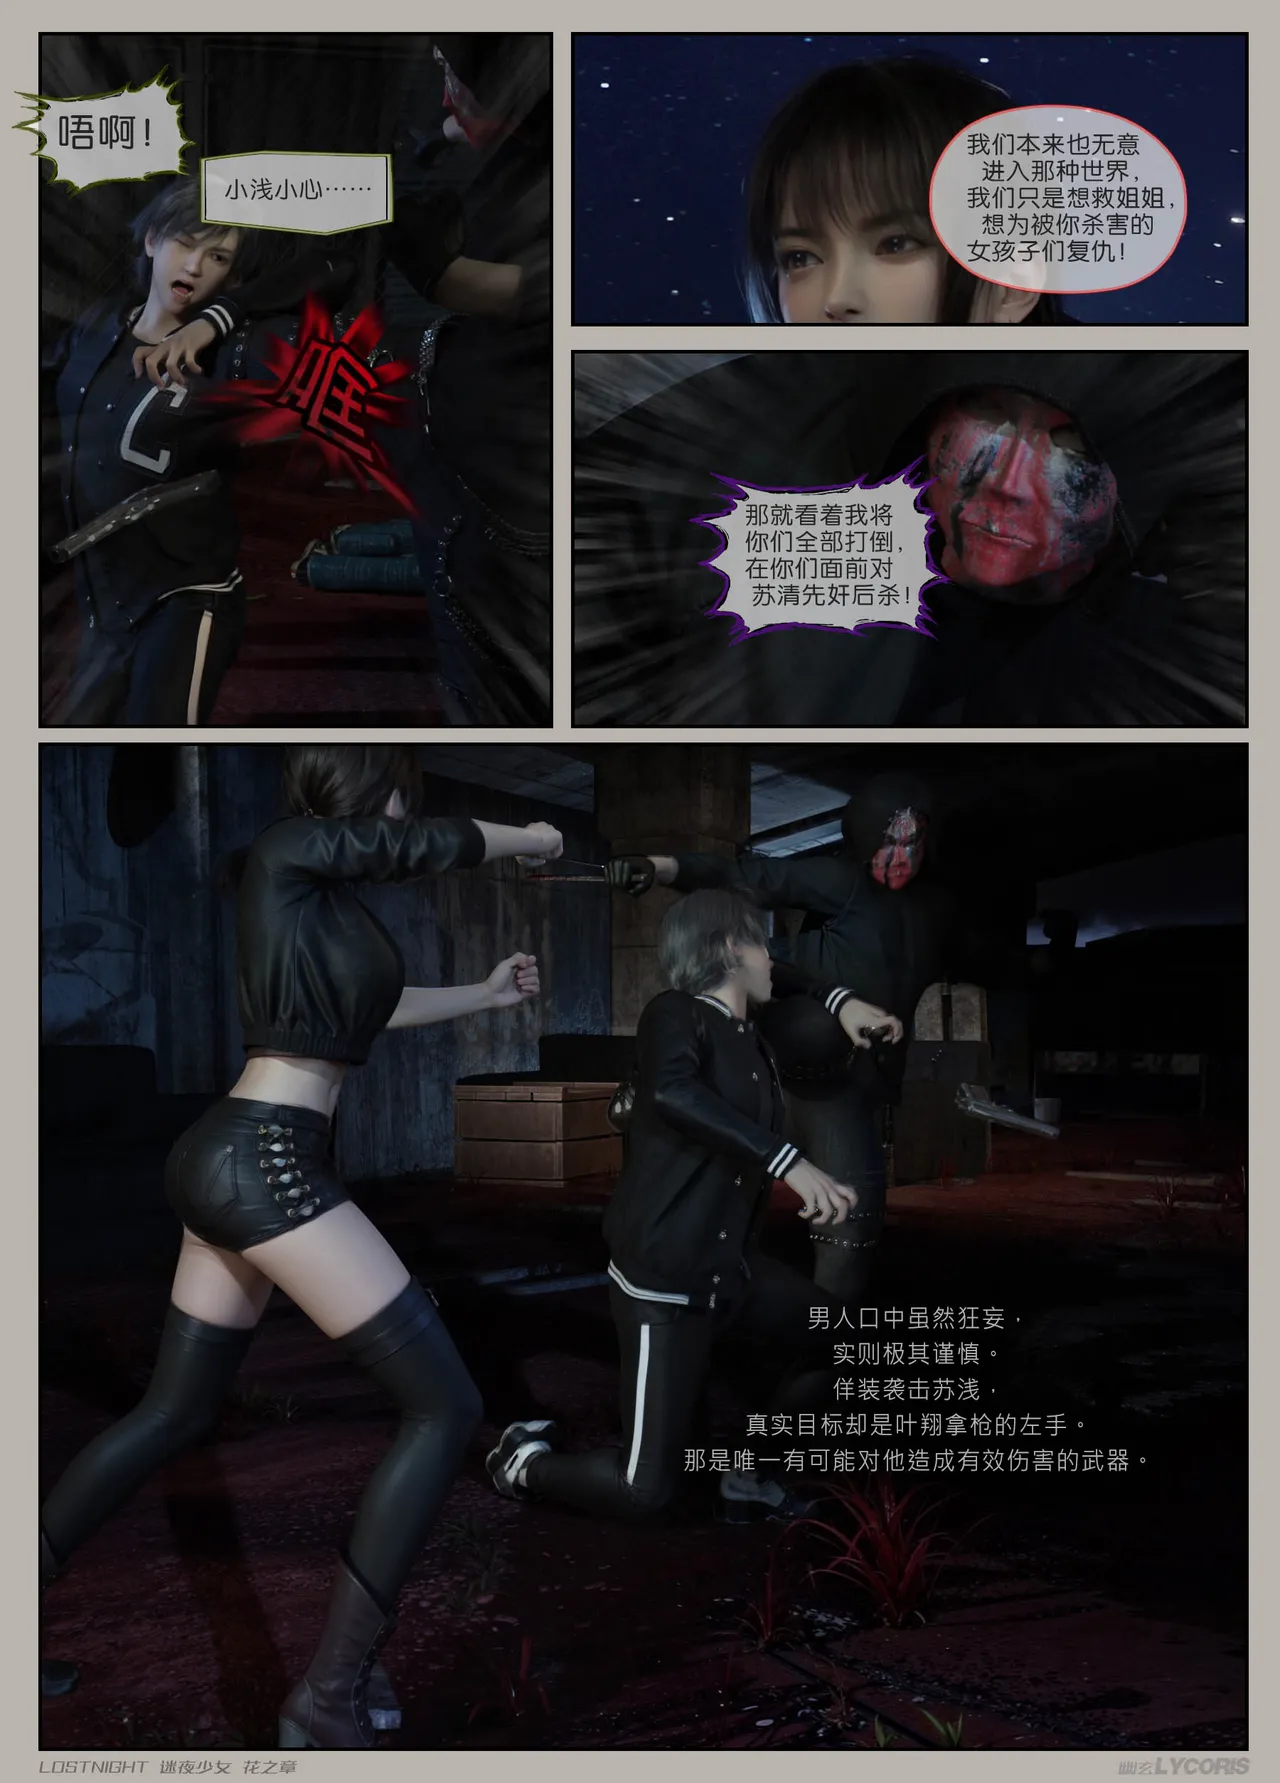 唔啊！
小浅小心……
我们本来也无意
进入那种世界，
我们只是想救姐姐，
想为被你杀害的
女孩子们复仇！
那就看着我将
你们全部打倒，
在你们面前对
苏清先奸后杀！
男人口中虽然狂妄，
实则极其谨慎。
佯装袭击苏浅，
真实目标却是叶翔拿枪的左手。
那是唯一有可能对他造成有效伤害的武器。
LOSTNIGHT 迷夜少女 花之章
幽玄LYCORIS